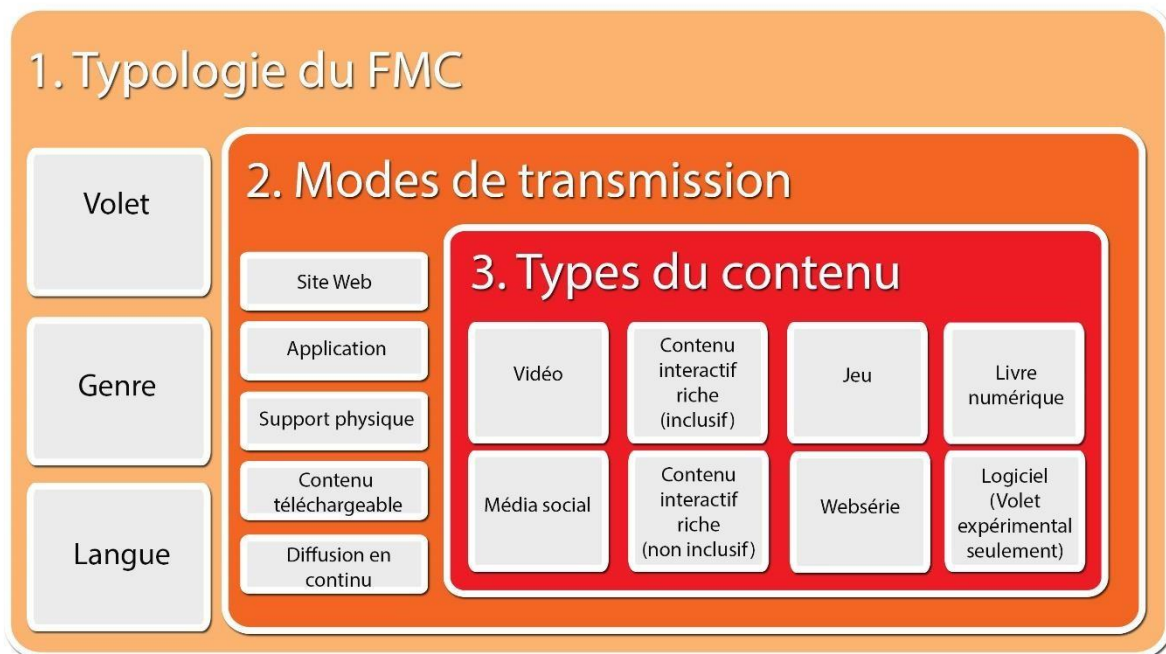 1. Typologie du FMC
Volet
Genre
Langue
2. Modes de transmission
Site Web
Application
Support physique
Contenu
téléchargeable
Diffusion en
continu
3. Types du contenu
Vidéo
Contenu
interactif
riche
(inclusif)
Jeu
Livre
numérique
Média social
Contenu
interactif
riche
(non inclusif)
Websérie
Logiciel
(Volet
expérimental
seulement)